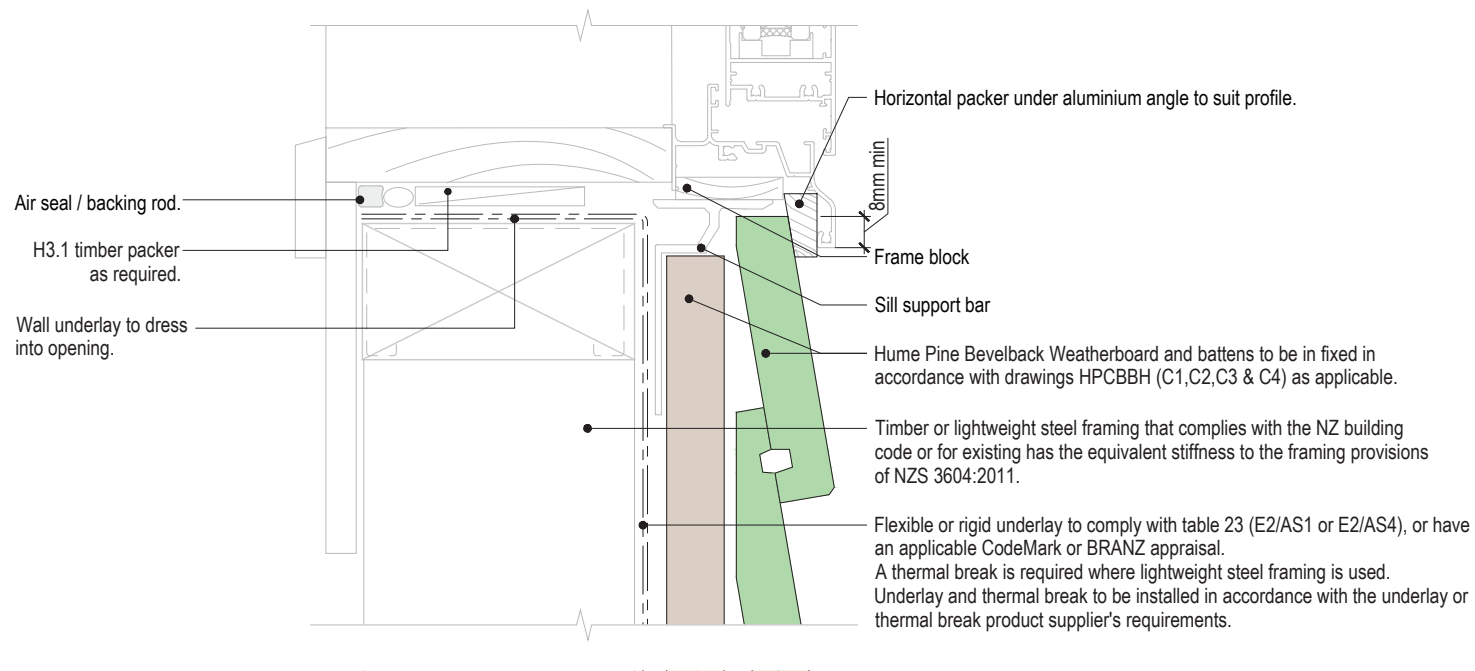 Horizontal packer under aluminium angle to suit profile.
8mm min
Air seal / backing rod.
H3.1 timber packer
as required.
Wall underlay to dress
into opening.
Frame block
Sill support bar
Hume Pine Bevelback Weatherboard and battens to be in fixed in
accordance with drawings HPCBBH (C1,C2,C3 & C4) as applicable.
Timber or lightweight steel framing that complies with the NZ building
code or for existing has the equivalent stiffness to the framing provisions
of NZS 3604:2011.
Flexible or rigid underlay to comply with table 23 (E2/AS1 or E2/AS4), or have
an applicable CodeMark or BRANZ appraisal.
A thermal break is required where lightweight steel framing is used.
Underlay and thermal break to be installed in accordance with the underlay or
thermal break product supplier's requirements.